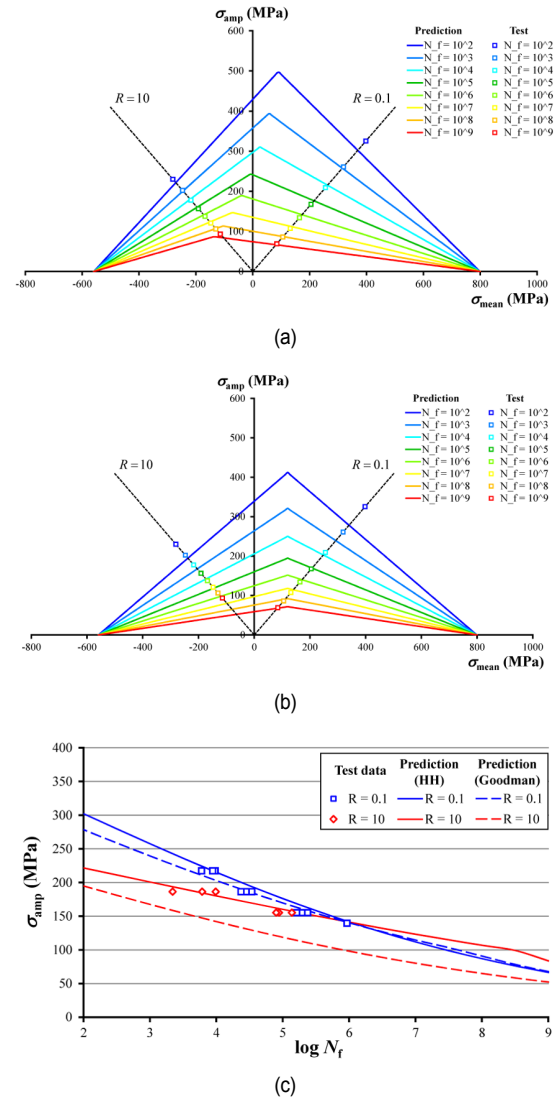 σamp (MPa)
600
500
400
300
200
100
0
-800 -600 -400 -200 0 200 400 600 800 1000
σmean (MPa)
R = 10
R = 0.1
Prediction Test
N_f = 10^2 N_f = 10^2
N_f = 10^3 N_f = 10^3
N_f = 10^4 N_f = 10^4
N_f = 10^5 N_f = 10^5
N_f = 10^6 N_f = 10^6
N_f = 10^7 N_f = 10^7
N_f = 10^8 N_f = 10^8
N_f = 10^9 N_f = 10^9
(a)
σamp (MPa)
600
500
400
300
200
100
0
-800 -600 -400 -200 0 200 400 600 800 1000
σmean (MPa)
R = 10
R = 0.1
Prediction Test
N_f = 10^2 N_f = 10^2
N_f = 10^3 N_f = 10^3
N_f = 10^4 N_f = 10^4
N_f = 10^5 N_f = 10^5
N_f = 10^6 N_f = 10^6
N_f = 10^7 N_f = 10^7
N_f = 10^8 N_f = 10^8
N_f = 10^9 N_f = 10^9
(b)
σamp (MPa)
400
350
300
250
200
150
100
50
0
2 3 4 5 6 7 8 9
log Nf
Test data Prediction Prediction
(HH) (Goodman)
R = 0.1 R = 0.1 R = 0.1
R = 10 R = 10 R = 10
(c)